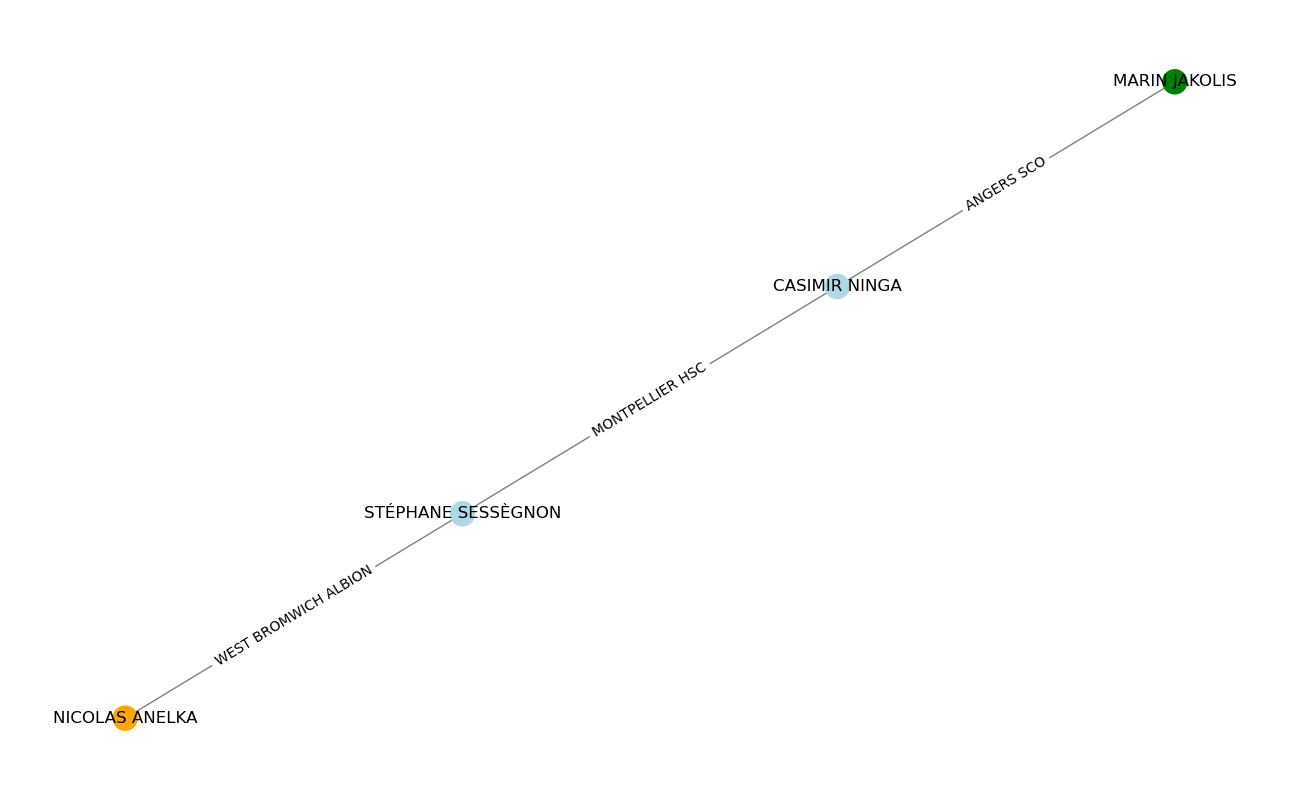 MARIN JAKOLIS
ANGERS SCO
CASIMIR NINGA
MONTPELLIER HSC
STÉPHANE SESSÈGNON
WEST BROMWICH ALBION
NICOLAS ANELKA